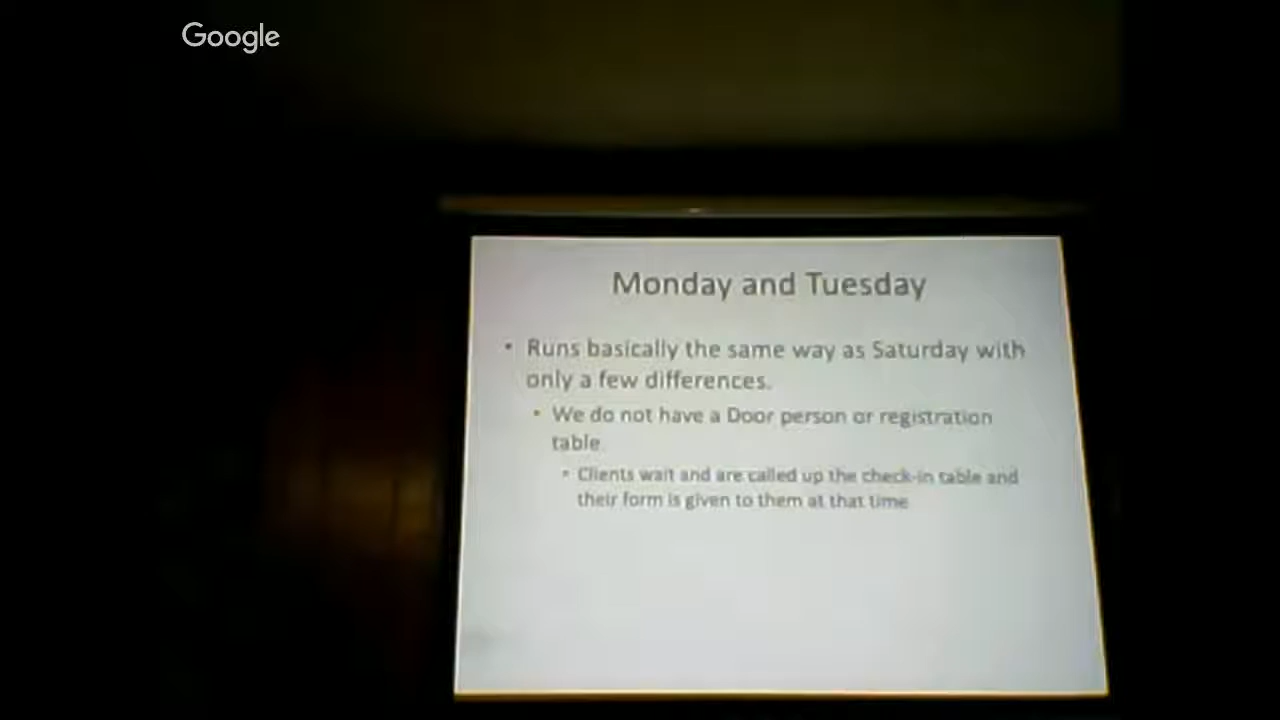 Google
Monday and Tuesday
• Runs basically the same way as Saturday with
only a few differences.
• We do not have a Door person or registration
table.
• Clients wait and are called up the check-in table and
their form is given to them at that time